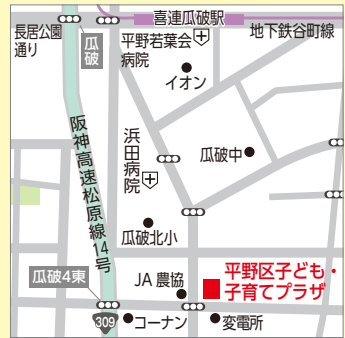 喜連瓜破駅
長居公園
通り
瓜破
平野若葉会
病院
地下鉄谷町線
イオン
阪神高速松原線14号
浜田病院
瓜破中
瓜破北小
瓜破4東
JA農協
平野区子ども・
子育てプラザ
309
コーナン
変電所